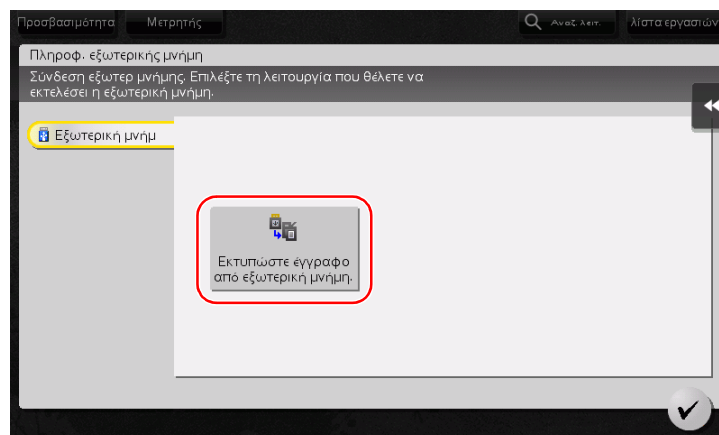 Προσβασιμότητα Μετρητής Αναζ. λειτ. λίστα εργασιών
Πληροφ. εξωτερικής μνήμη
Σύνδεση εξωτερ μνήμης. Επιλέξτε τη λειτουργία που θέλετε να
εκτελέσει η εξωτερική μνήμη.
Εξωτερική μνήμ
Εκτυπώστε έγγραφο
από εξωτερική μνήμη.